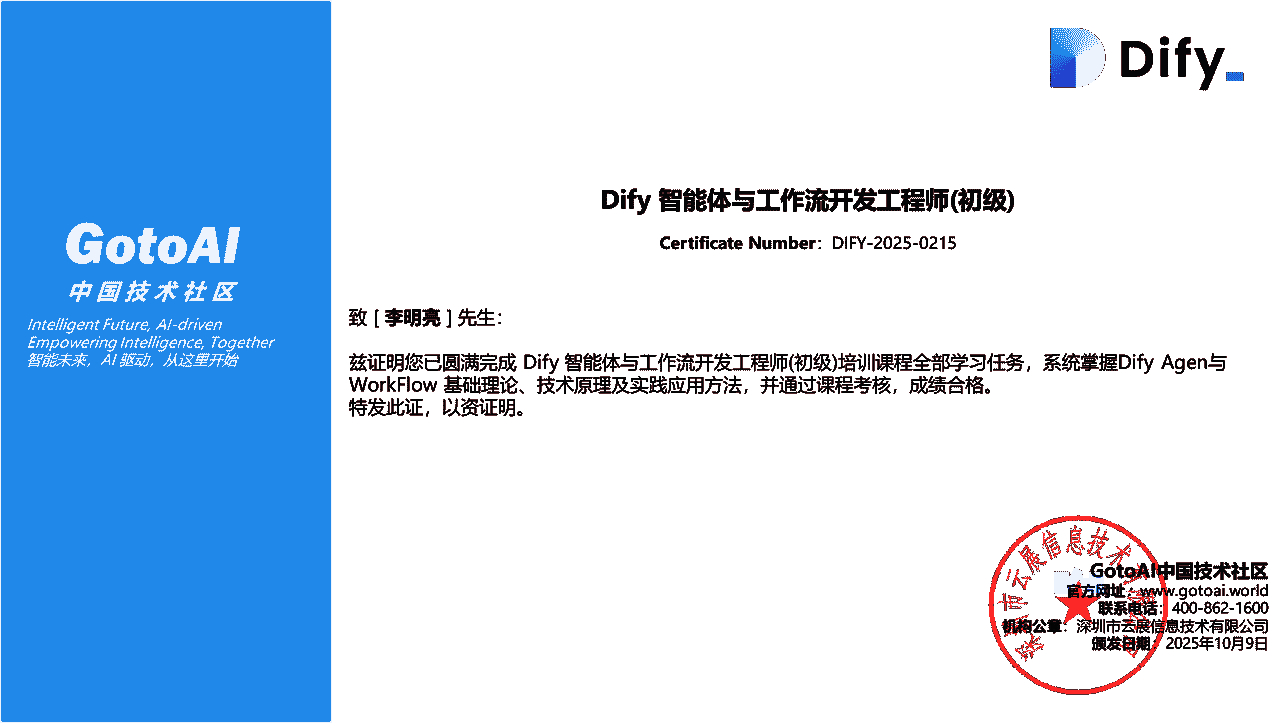 Dify_
GotoAI
中国技术社区
Intelligent Future, AI-driven
Empowering Intelligence, Together
智能未来，AI 驱动，从这里开始
Dify 智能体与工作流开发工程师(初级)
Certificate Number：DIFY-2025-0215
致 [ 李明亮 ] 先生：
兹证明您已圆满完成 Dify 智能体与工作流开发工程师(初级)培训课程全部学习任务，系统掌握Dify Agen与
WorkFlow 基础理论、技术原理及实践应用方法，并通过课程考核，成绩合格。
特发此证，以资证明。
GotoAI中国技术社区
官方网址：www.gotoai.world
联系电话：400-862-1600
机构公章：深圳市云展信息技术有限公司
颁发日期：2025年10月9日
市云展信息技术